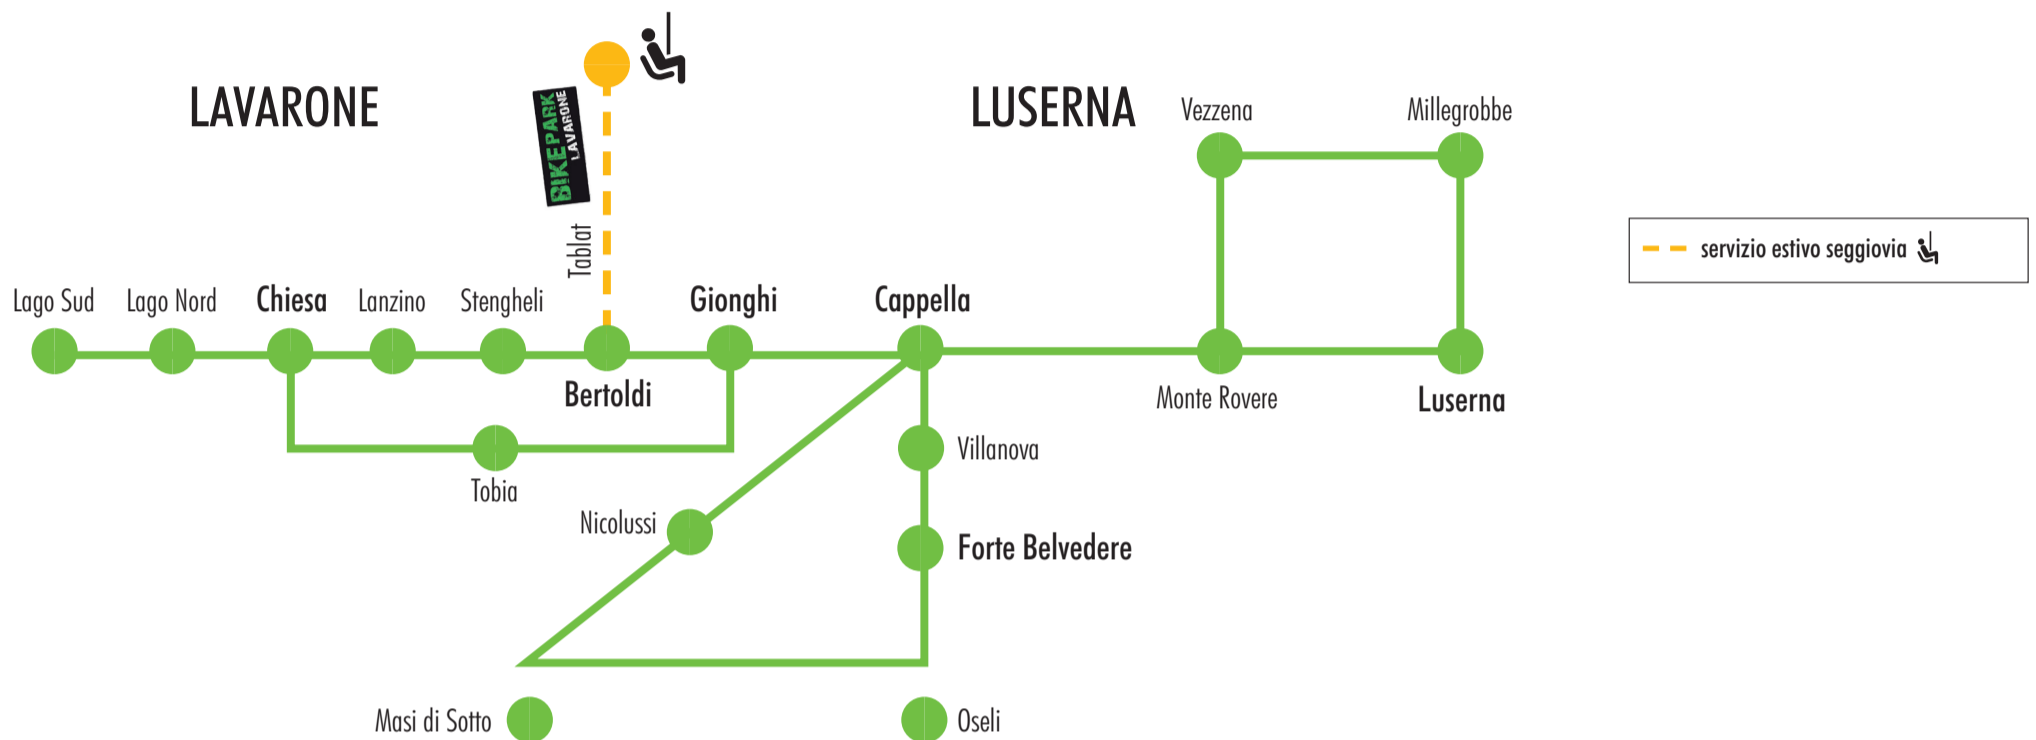 LAVARONE
LUSERNA
BIKEPARK
LAVARONE
Tablat
Vezzena
Millegrobbe
servizio estivo seggiovia
Lago Sud
Lago Nord
Chiesa
Lanzino
Stengheli
Gionghi
Cappella
Bertoldi
Monte Rovere
Luserna
Villanova
Tobia
Nicolussi
Forte Belvedere
Masi di Sotto
Oseli